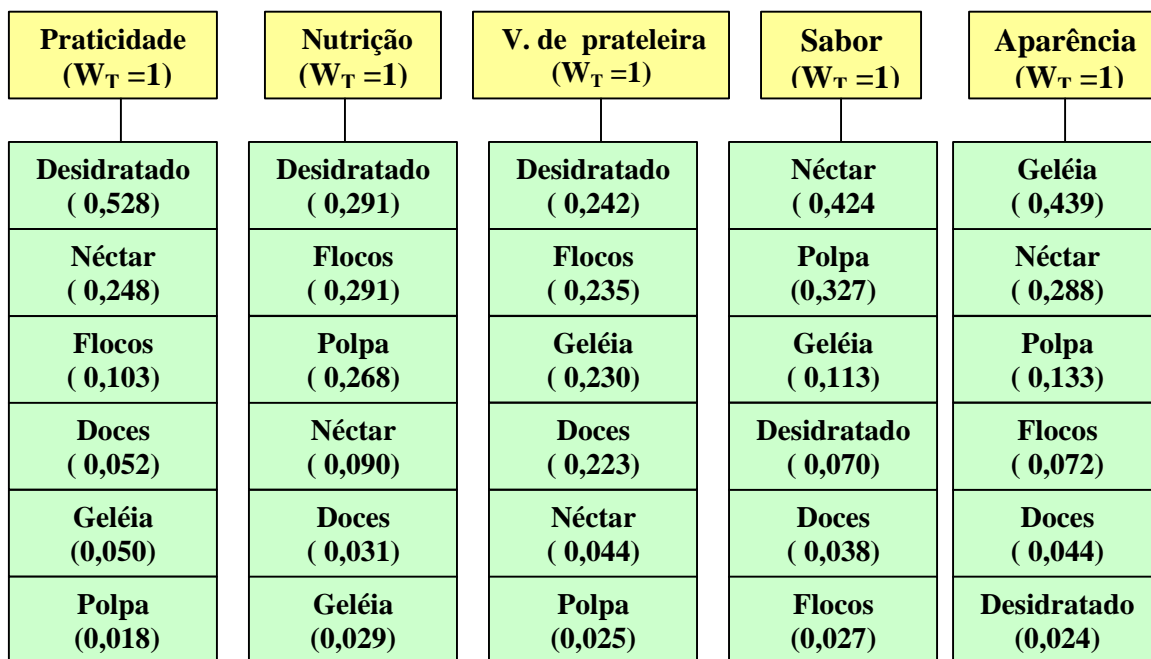 Praticidade
(W_T =1)
Nutrição
(W_T =1)
V. de prateleira
(W_T =1)
Sabor
(W_T =1)
Aparência
(W_T =1)
Desidratado
( 0,528)
Néctar
( 0,248)
Flocos
( 0,103)
Doces
( 0,052)
Geléia
(0,050)
Polpa
(0,018)
Desidratado
( 0,291)
Flocos
( 0,291)
Polpa
( 0,268)
Néctar
( 0,090)
Doces
( 0,031)
Geléia
(0,029)
Desidratado
( 0,242)
Flocos
( 0,235)
Geléia
( 0,230)
Doces
( 0,223)
Néctar
( 0,044)
Polpa
(0,025)
Néctar
( 0,424
Polpa
(0,327)
Geléia
( 0,113)
Desidratado
( 0,070)
Doces
( 0,038)
Flocos
(0,027)
Geléia
( 0,439)
Néctar
( 0,288)
Polpa
( 0,133)
Flocos
( 0,072)
Doces
( 0,044)
Desidratado
(0,024)